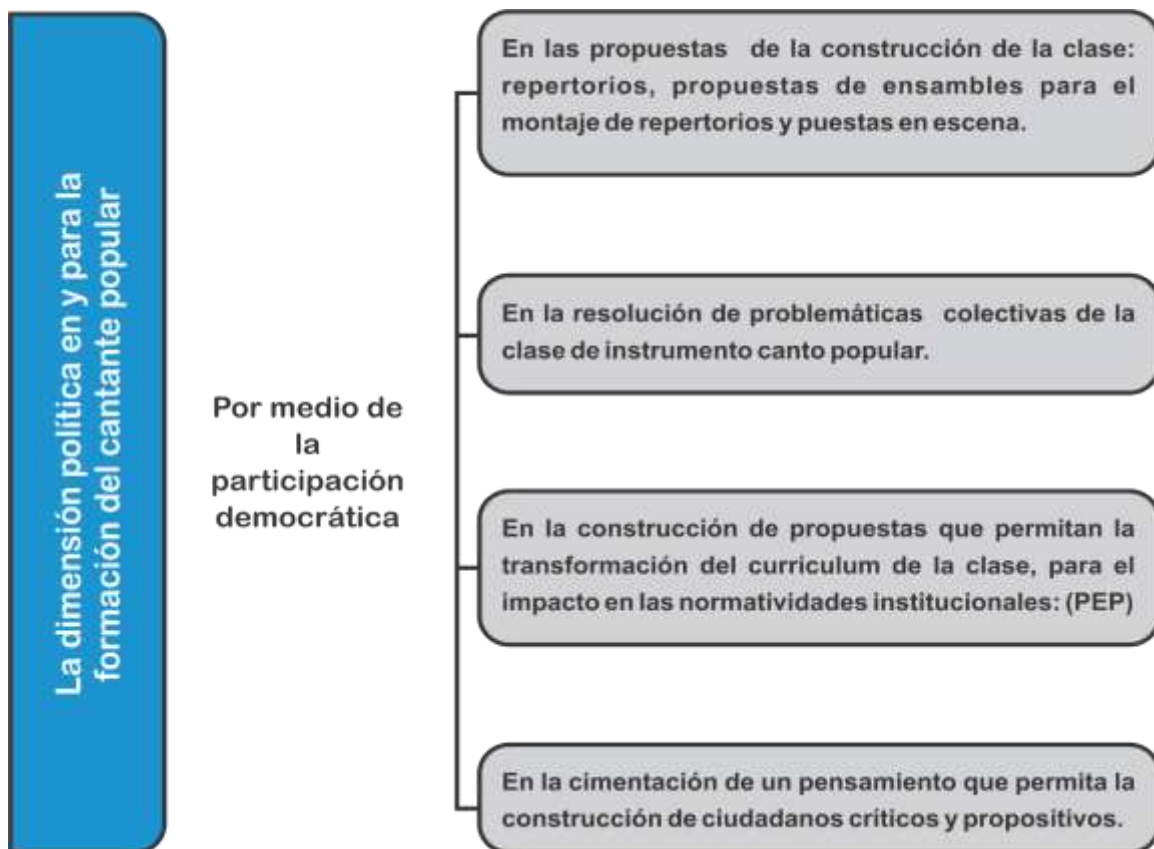 La dimensión política en y para la
formación del cantante popular
Por medio de
la
participación
democrática
En las propuestas de la construcción de la clase:
repertorios, propuestas de ensambles para el
montaje de repertorios y puestas en escena.
En la resolución de problemáticas colectivas de la
clase de instrumento canto popular.
En la construcción de propuestas que permitan la
transformación del curriculum de la clase, para el
impacto en las normatividades institucionales: (PEP)
En la cimentación de un pensamiento que permita la
construcción de ciudadanos críticos y propositivos.